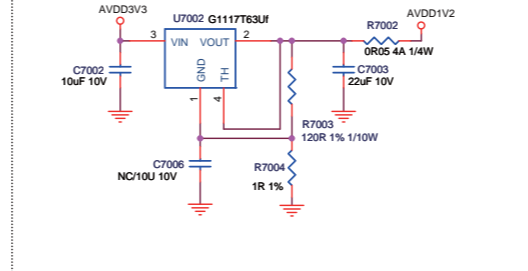 AVDD3V3
U7002 G1117T63Uf
R7002
AVDD1V2
3
VIN VOUT
2
0R05 4A 1/4W
C7002
10uF 10V
GND
TH
C7003
22uF 10V
1
4
R7003
120R 1% 1/10W
C7006
NC/10U 10V
R7004
1R 1%